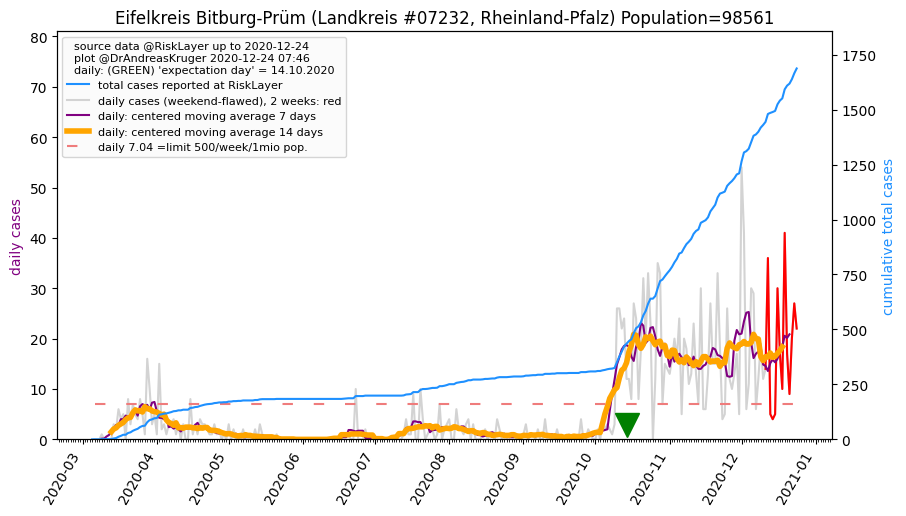 Eifelkreis Bitburg-Prüm (Landkreis #07232, Rheinland-Pfalz) Population=98561
source data @RiskLayer up to 2020-12-24
plot @DrAndreasKruger 2020-12-24 07:46
daily: (GREEN) 'expectation day' = 14.10.2020
total cases reported at RiskLayer
daily cases (weekend-flawed), 2 weeks: red
daily: centered moving average 7 days
daily: centered moving average 14 days
daily 7.04 =limit 500/week/1mio pop.
daily cases
80
70
60
50
40
30
20
10
0
cumulative total cases
1750
1500
1250
1000
750
500
250
0
2020-03
2020-04
2020-05
2020-06
2020-07
2020-08
2020-09
2020-10
2020-11
2020-12
2021-01